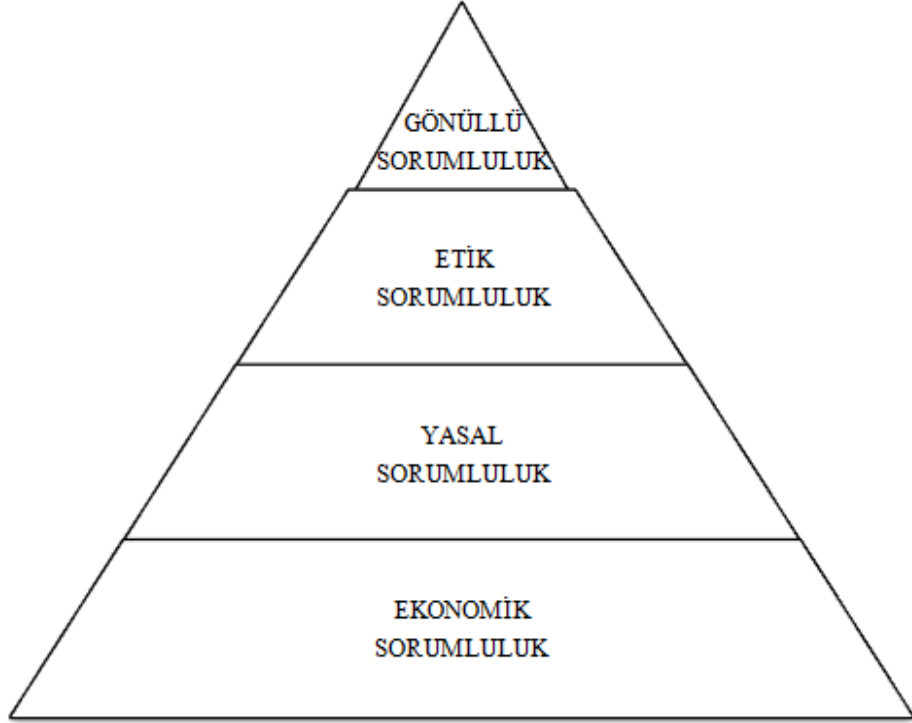 GÖNÜLLÜ
SORUMLULUK
ETİK
SORUMLULUK
YASAL
SORUMLULUK
EKONOMİK
SORUMLULUK